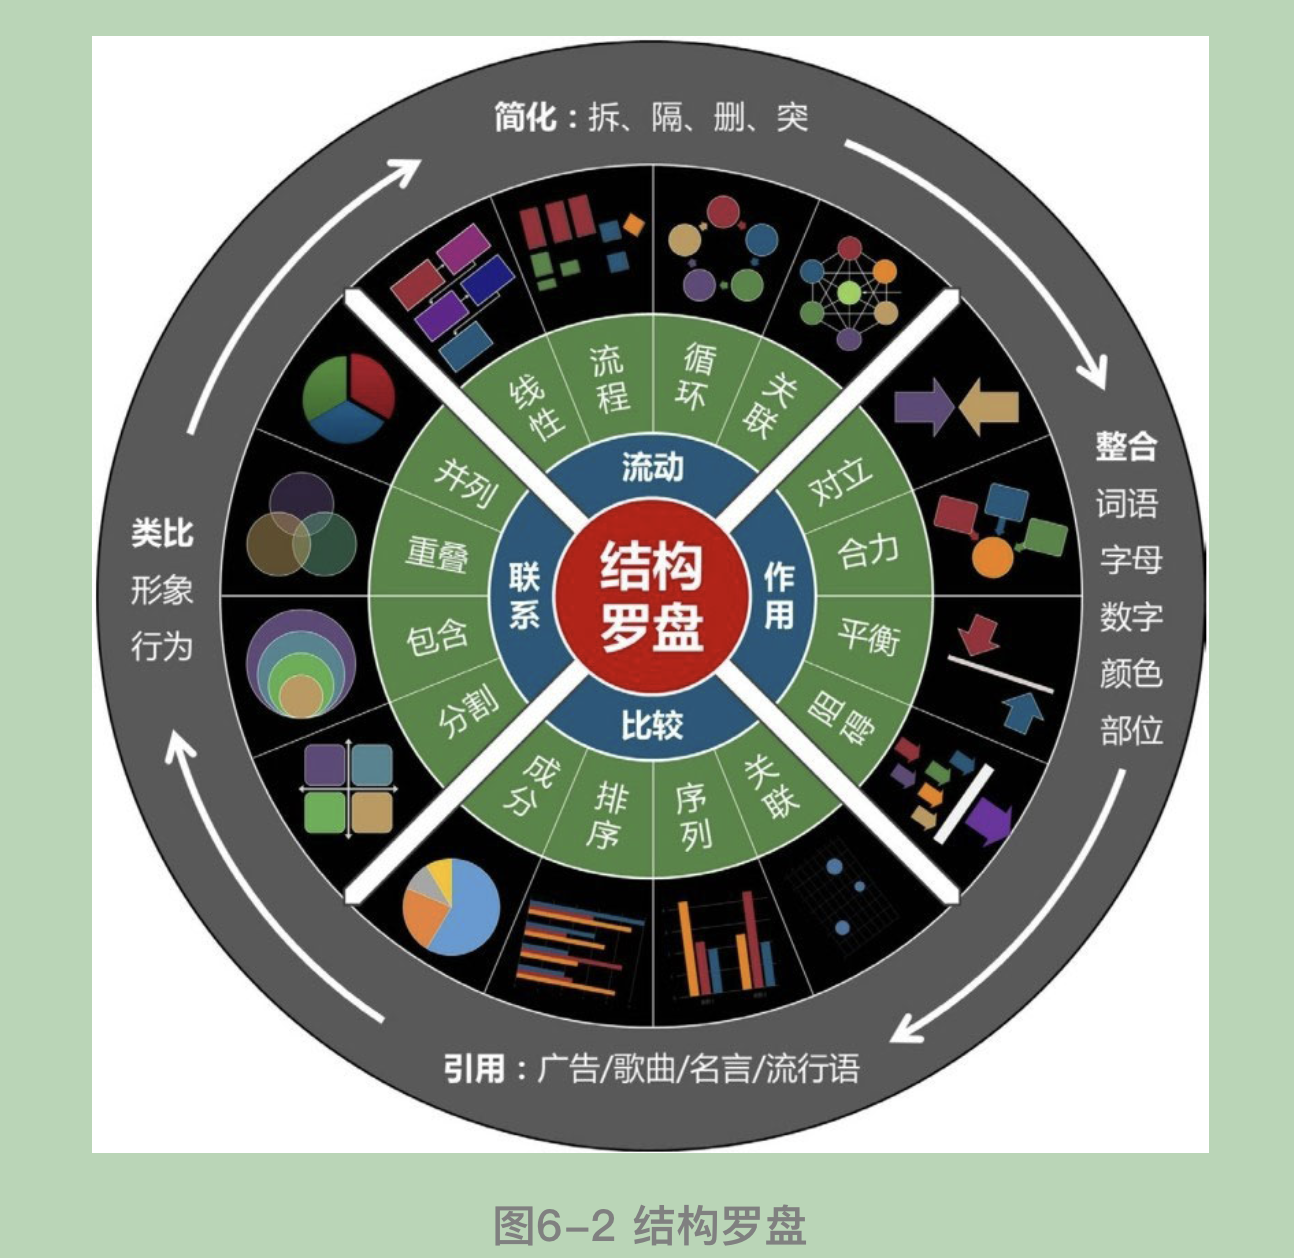 简化：拆、隔、删、突
整合
词语
字母
数字
颜色
部位
引用：广告/歌曲/名言/流行语
类比
形象
行为
线性
流程
循环
关联
对立
合力
平衡
阻碍
关联
序列
排序
成分
分割
包含
重叠
并列
流动
作用
比较
联系
结构
罗盘
图6-2 结构罗盘